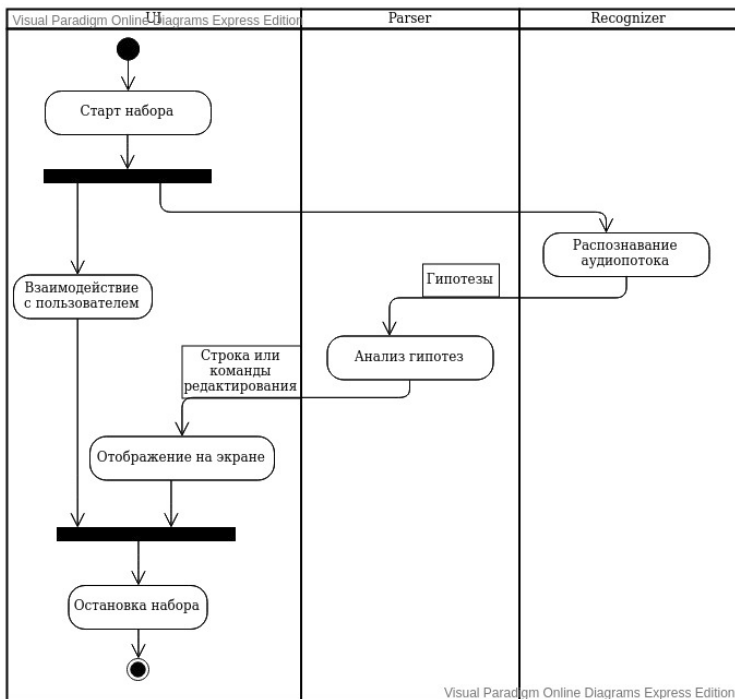 Visual Paradigm Online Diagrams Express Edition
UI
Parser
Recognizer
Старт набора
Распознавание
аудиопотока
Взаимодействие
с пользователем
Гипотезы
Анализ гипотез
Строка или
команды
редактирования
Отображение на экране
Остановка набора
Visual Paradigm Online Diagrams Express Edition